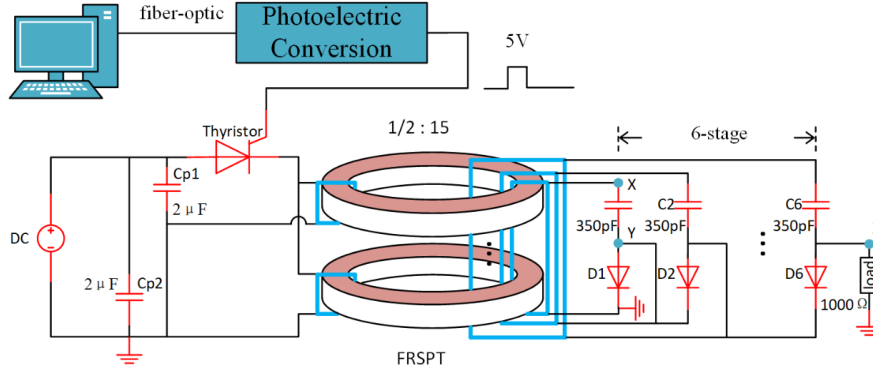 fiber-optic
Photoelectric
Conversion
5V
Thyristor
1/2 : 15
6-stage
Cp1
2 μ F
X
C2
C6
350pF
350pF
350pF
Y
DC
Cp2
2 μ F
D1
D2
D6
load
1000 Ω
FRSPT